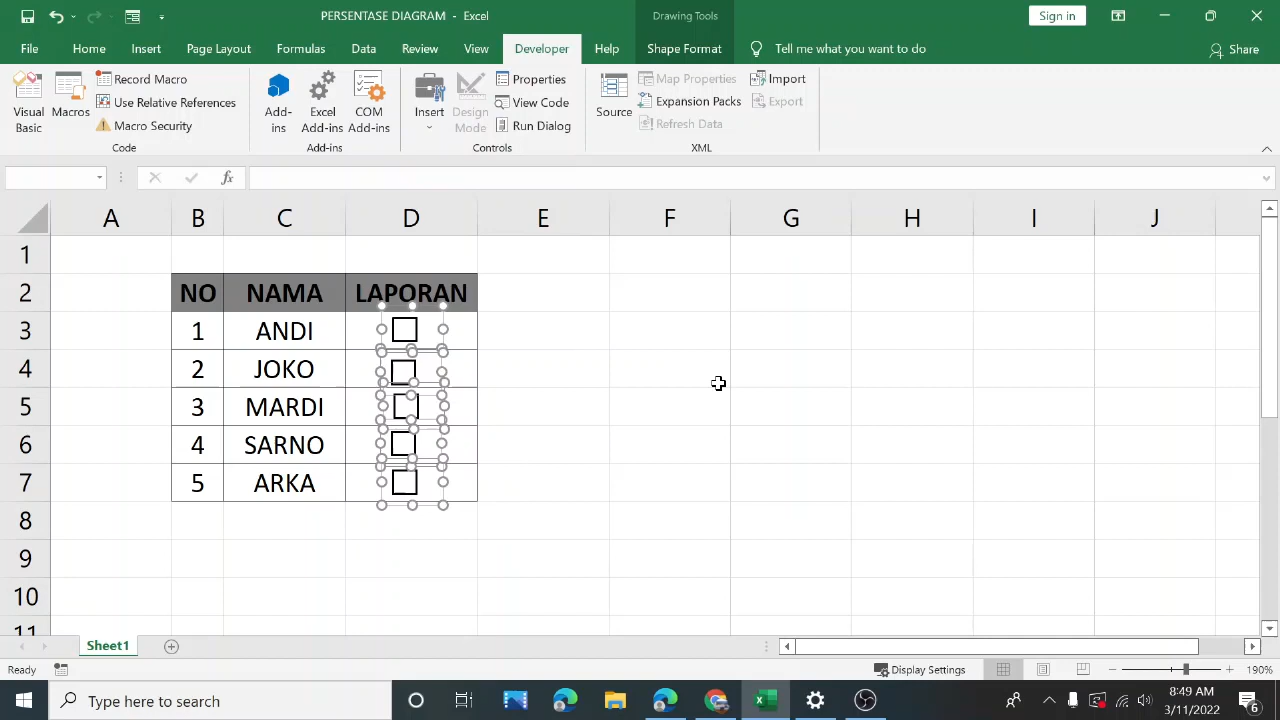 PERSENTASE DIAGRAM - Excel
Drawing Tools
Sign in
File Home Insert Page Layout Formulas Data Review View Developer Help Shape Format Tell me what you want to do Share
Visual Basic
Macros
Record Macro
Use Relative References
Macro Security
Code
Add-ins
Excel Add-ins
COM Add-ins
Add-ins
Insert
Design Mode
Properties
View Code
Run Dialog
Controls
Source
Map Properties
Expansion Packs
Refresh Data
Import
Export
XML
fx
A B C D E F G H I J
1
2 NO NAMA LAPORAN
3 1 ANDI
4 2 JOKO
5 3 MARDI
6 4 SARNO
7 5 ARKA
8
9
10
11
Sheet1
Ready Display Settings 190%
Type here to search
8:49 AM
3/11/2022
6